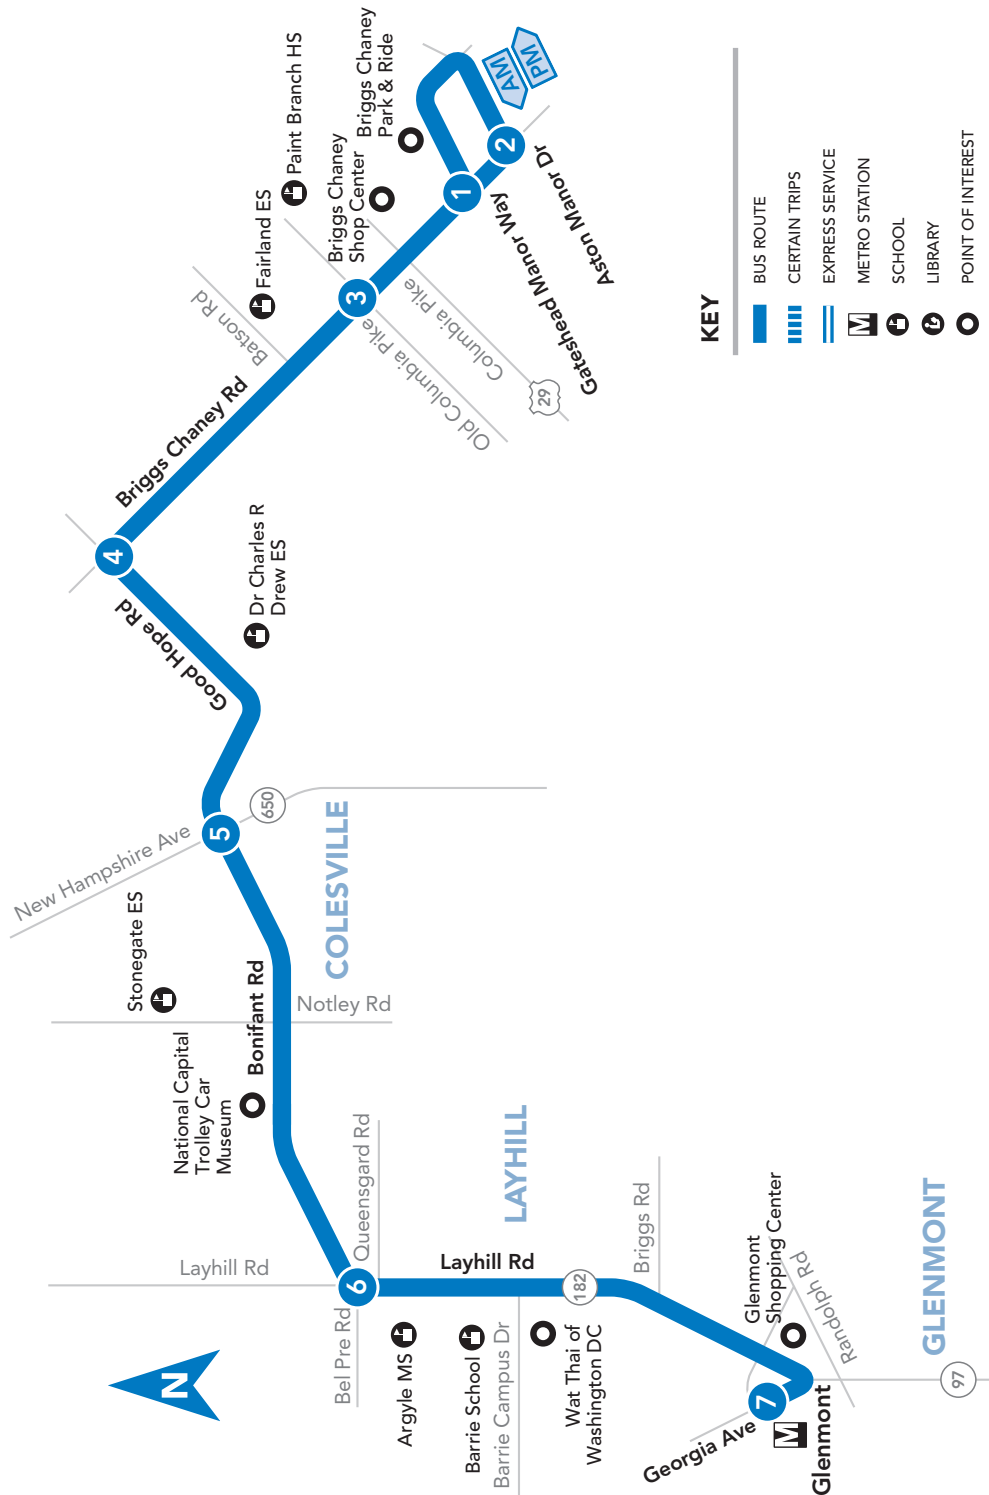 N
Layhill Rd
Bel Pre Rd
6
Queensgard Rd
Argyle MS
Barrie School
Barrie Campus Dr
Layhill Rd
LAYHILL
182
Wat Thai of
Washington DC
Briggs Rd
Glenmont
Shopping Center
Randolph Rd
Georgia Ave
7
M
Glenmont
GLENMONT
97
National Capital
Trolley Car
Museum
Stonegate ES
Bonifant Rd
Notley Rd
New Hampshire Ave
5
650
COLESVILLE
Good Hope Rd
4
Dr Charles R
Drew ES
Briggs Chaney Rd
Batson Rd
Fairland ES
Paint Branch HS
3
Old Columbia Pike
Columbia Pike
29
Briggs Chaney
Shop Center
Briggs Chaney
Park & Ride
1
2
AM
PM
Gateshead Manor Way
Aston Manor Dr
KEY
BUS ROUTE
CERTAIN TRIPS
EXPRESS SERVICE
M
METRO STATION
SCHOOL
LIBRARY
POINT OF INTEREST